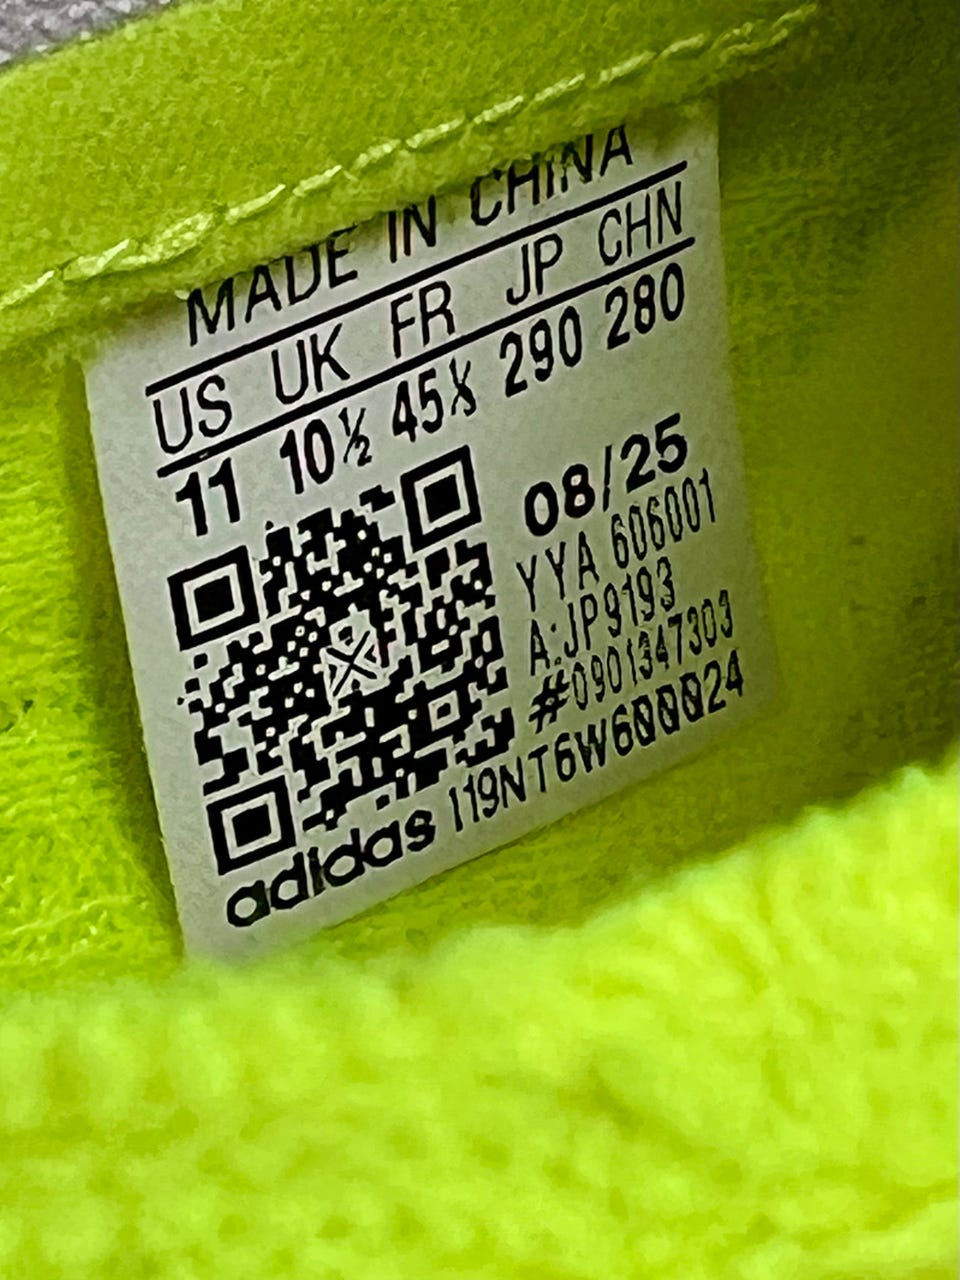 MADE IN CHINA
US UK FR JP CHN
11 10½ 45⅓ 290 280
08/25
YYA 606001
A:JP9193
#0901347303
adidas I19NT6W600024